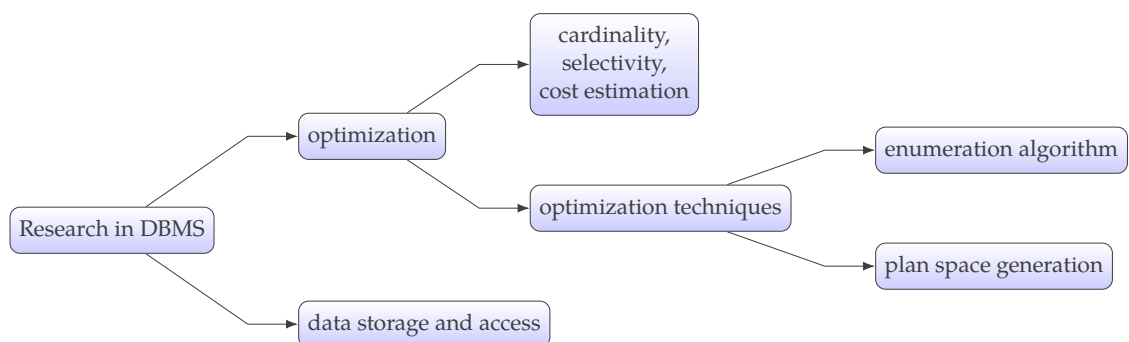 cardinality,
selectivity,
cost estimation
optimization
enumeration algorithm
optimization techniques
Research in DBMS
plan space generation
data storage and access